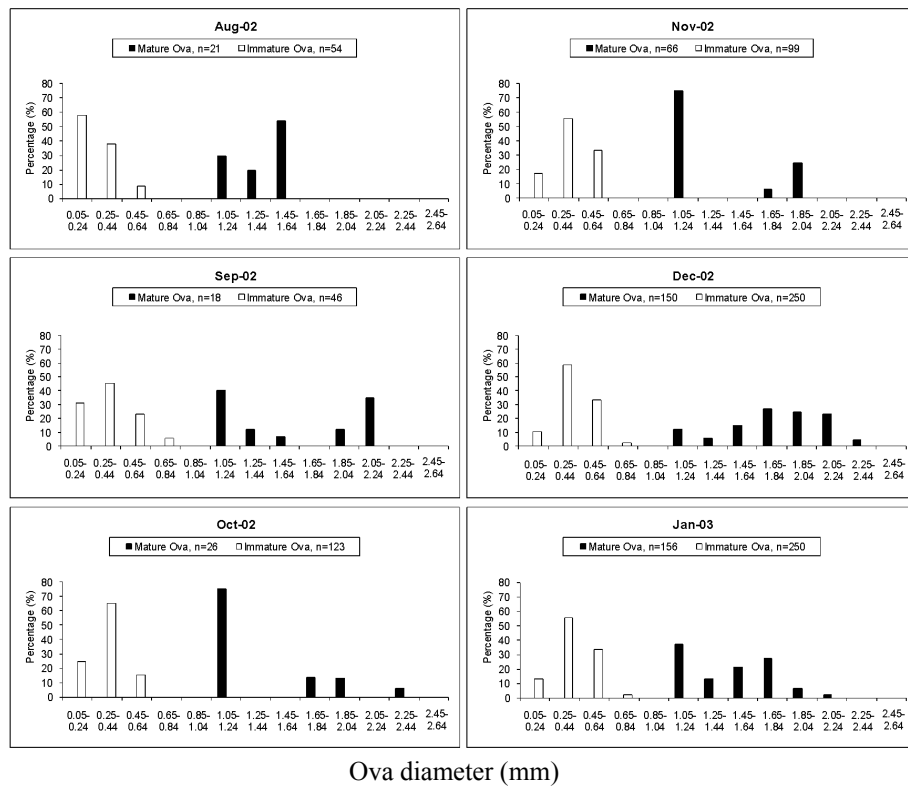 Aug-02
Mature Ova, n=21 Immature Ova, n=54
Percentage (%)
80
70
60
50
40
30
20
10
0
0.05-0.24 0.25-0.44 0.45-0.64 0.65-0.84 0.85-1.04 1.05-1.24 1.25-1.44 1.45-1.64 1.65-1.84 1.85-2.04 2.05-2.24 2.25-2.44 2.45-2.64
Nov-02
Mature Ova, n=66 Immature Ova, n=99
Percentage (%)
80
70
60
50
40
30
20
10
0
0.05-0.24 0.25-0.44 0.45-0.64 0.65-0.84 0.85-1.04 1.05-1.24 1.25-1.44 1.45-1.64 1.65-1.84 1.85-2.04 2.05-2.24 2.25-2.44 2.45-2.64
Sep-02
Mature Ova, n=18 Immature Ova, n=46
Percentage (%)
80
70
60
50
40
30
20
10
0
0.05-0.24 0.25-0.44 0.45-0.64 0.65-0.84 0.85-1.04 1.05-1.24 1.25-1.44 1.45-1.64 1.65-1.84 1.85-2.04 2.05-2.24 2.25-2.44 2.45-2.64
Dec-02
Mature Ova, n=150 Immature Ova, n=250
Percentage (%)
80
70
60
50
40
30
20
10
0
0.05-0.24 0.25-0.44 0.45-0.64 0.65-0.84 0.85-1.04 1.05-1.24 1.25-1.44 1.45-1.64 1.65-1.84 1.85-2.04 2.05-2.24 2.25-2.44 2.45-2.64
Oct-02
Mature Ova, n=26 Immature Ova, n=123
Percentage (%)
80
70
60
50
40
30
20
10
0
0.05-0.24 0.25-0.44 0.45-0.64 0.65-0.84 0.85-1.04 1.05-1.24 1.25-1.44 1.45-1.64 1.65-1.84 1.85-2.04 2.05-2.24 2.25-2.44 2.45-2.64
Jan-03
Mature Ova, n=156 Immature Ova, n=250
Percentage (%)
80
70
60
50
40
30
20
10
0
0.05-0.24 0.25-0.44 0.45-0.64 0.65-0.84 0.85-1.04 1.05-1.24 1.25-1.44 1.45-1.64 1.65-1.84 1.85-2.04 2.05-2.24 2.25-2.44 2.45-2.64
Ova diameter (mm)